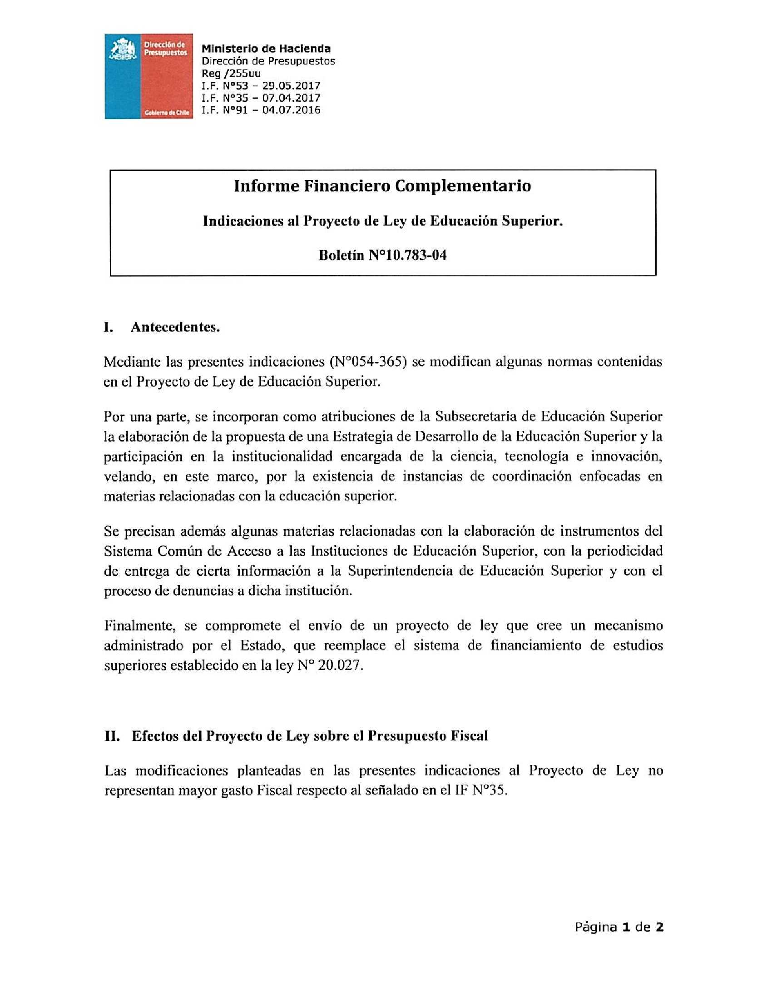 Dirección de
Presupuestos
Gobierno de Chile
Ministerio de Hacienda
Dirección de Presupuestos
Reg /255uu
I.F. N°53 – 29.05.2017
I.F. N°35 – 07.04.2017
I.F. N°91 – 04.07.2016
Informe Financiero Complementario
Indicaciones al Proyecto de Ley de Educación Superior.
Boletín N°10.783-04
I. Antecedentes.
Mediante las presentes indicaciones (N°054-365) se modifican algunas normas contenidas
en el Proyecto de Ley de Educación Superior.
Por una parte, se incorporan como atribuciones de la Subsecretaría de Educación Superior
la elaboración de la propuesta de una Estrategia de Desarrollo de la Educación Superior y la
participación en la institucionalidad encargada de la ciencia, tecnología e innovación,
velando, en este marco, por la existencia de instancias de coordinación enfocadas en
materias relacionadas con la educación superior.
Se precisan además algunas materias relacionadas con la elaboración de instrumentos del
Sistema Común de Acceso a las Instituciones de Educación Superior, con la periodicidad
de entrega de cierta información a la Superintendencia de Educación Superior y con el
proceso de denuncias a dicha institución.
Finalmente, se compromete el envío de un proyecto de ley que cree un mecanismo
administrado por el Estado, que reemplace el sistema de financiamiento de estudios
superiores establecido en la ley N° 20.027.
II. Efectos del Proyecto de Ley sobre el Presupuesto Fiscal
Las modificaciones planteadas en las presentes indicaciones al Proyecto de Ley no
representan mayor gasto Fiscal respecto al señalado en el IF N°35.
Página 1 de 2